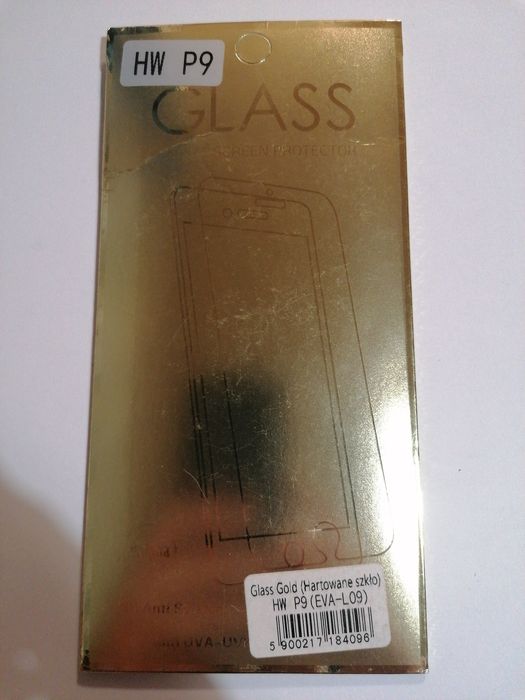 HW P9
GLASS
SCREEN PROTECTOR
Glass Gold (Hartowane szkło)
HW P9 (EVA-L09)
5 900217 184096